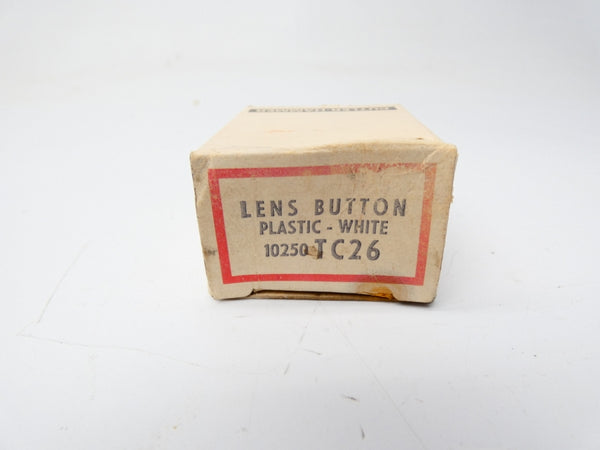 LENS BUTTON
PLASTIC - WHITE
10250 TC26